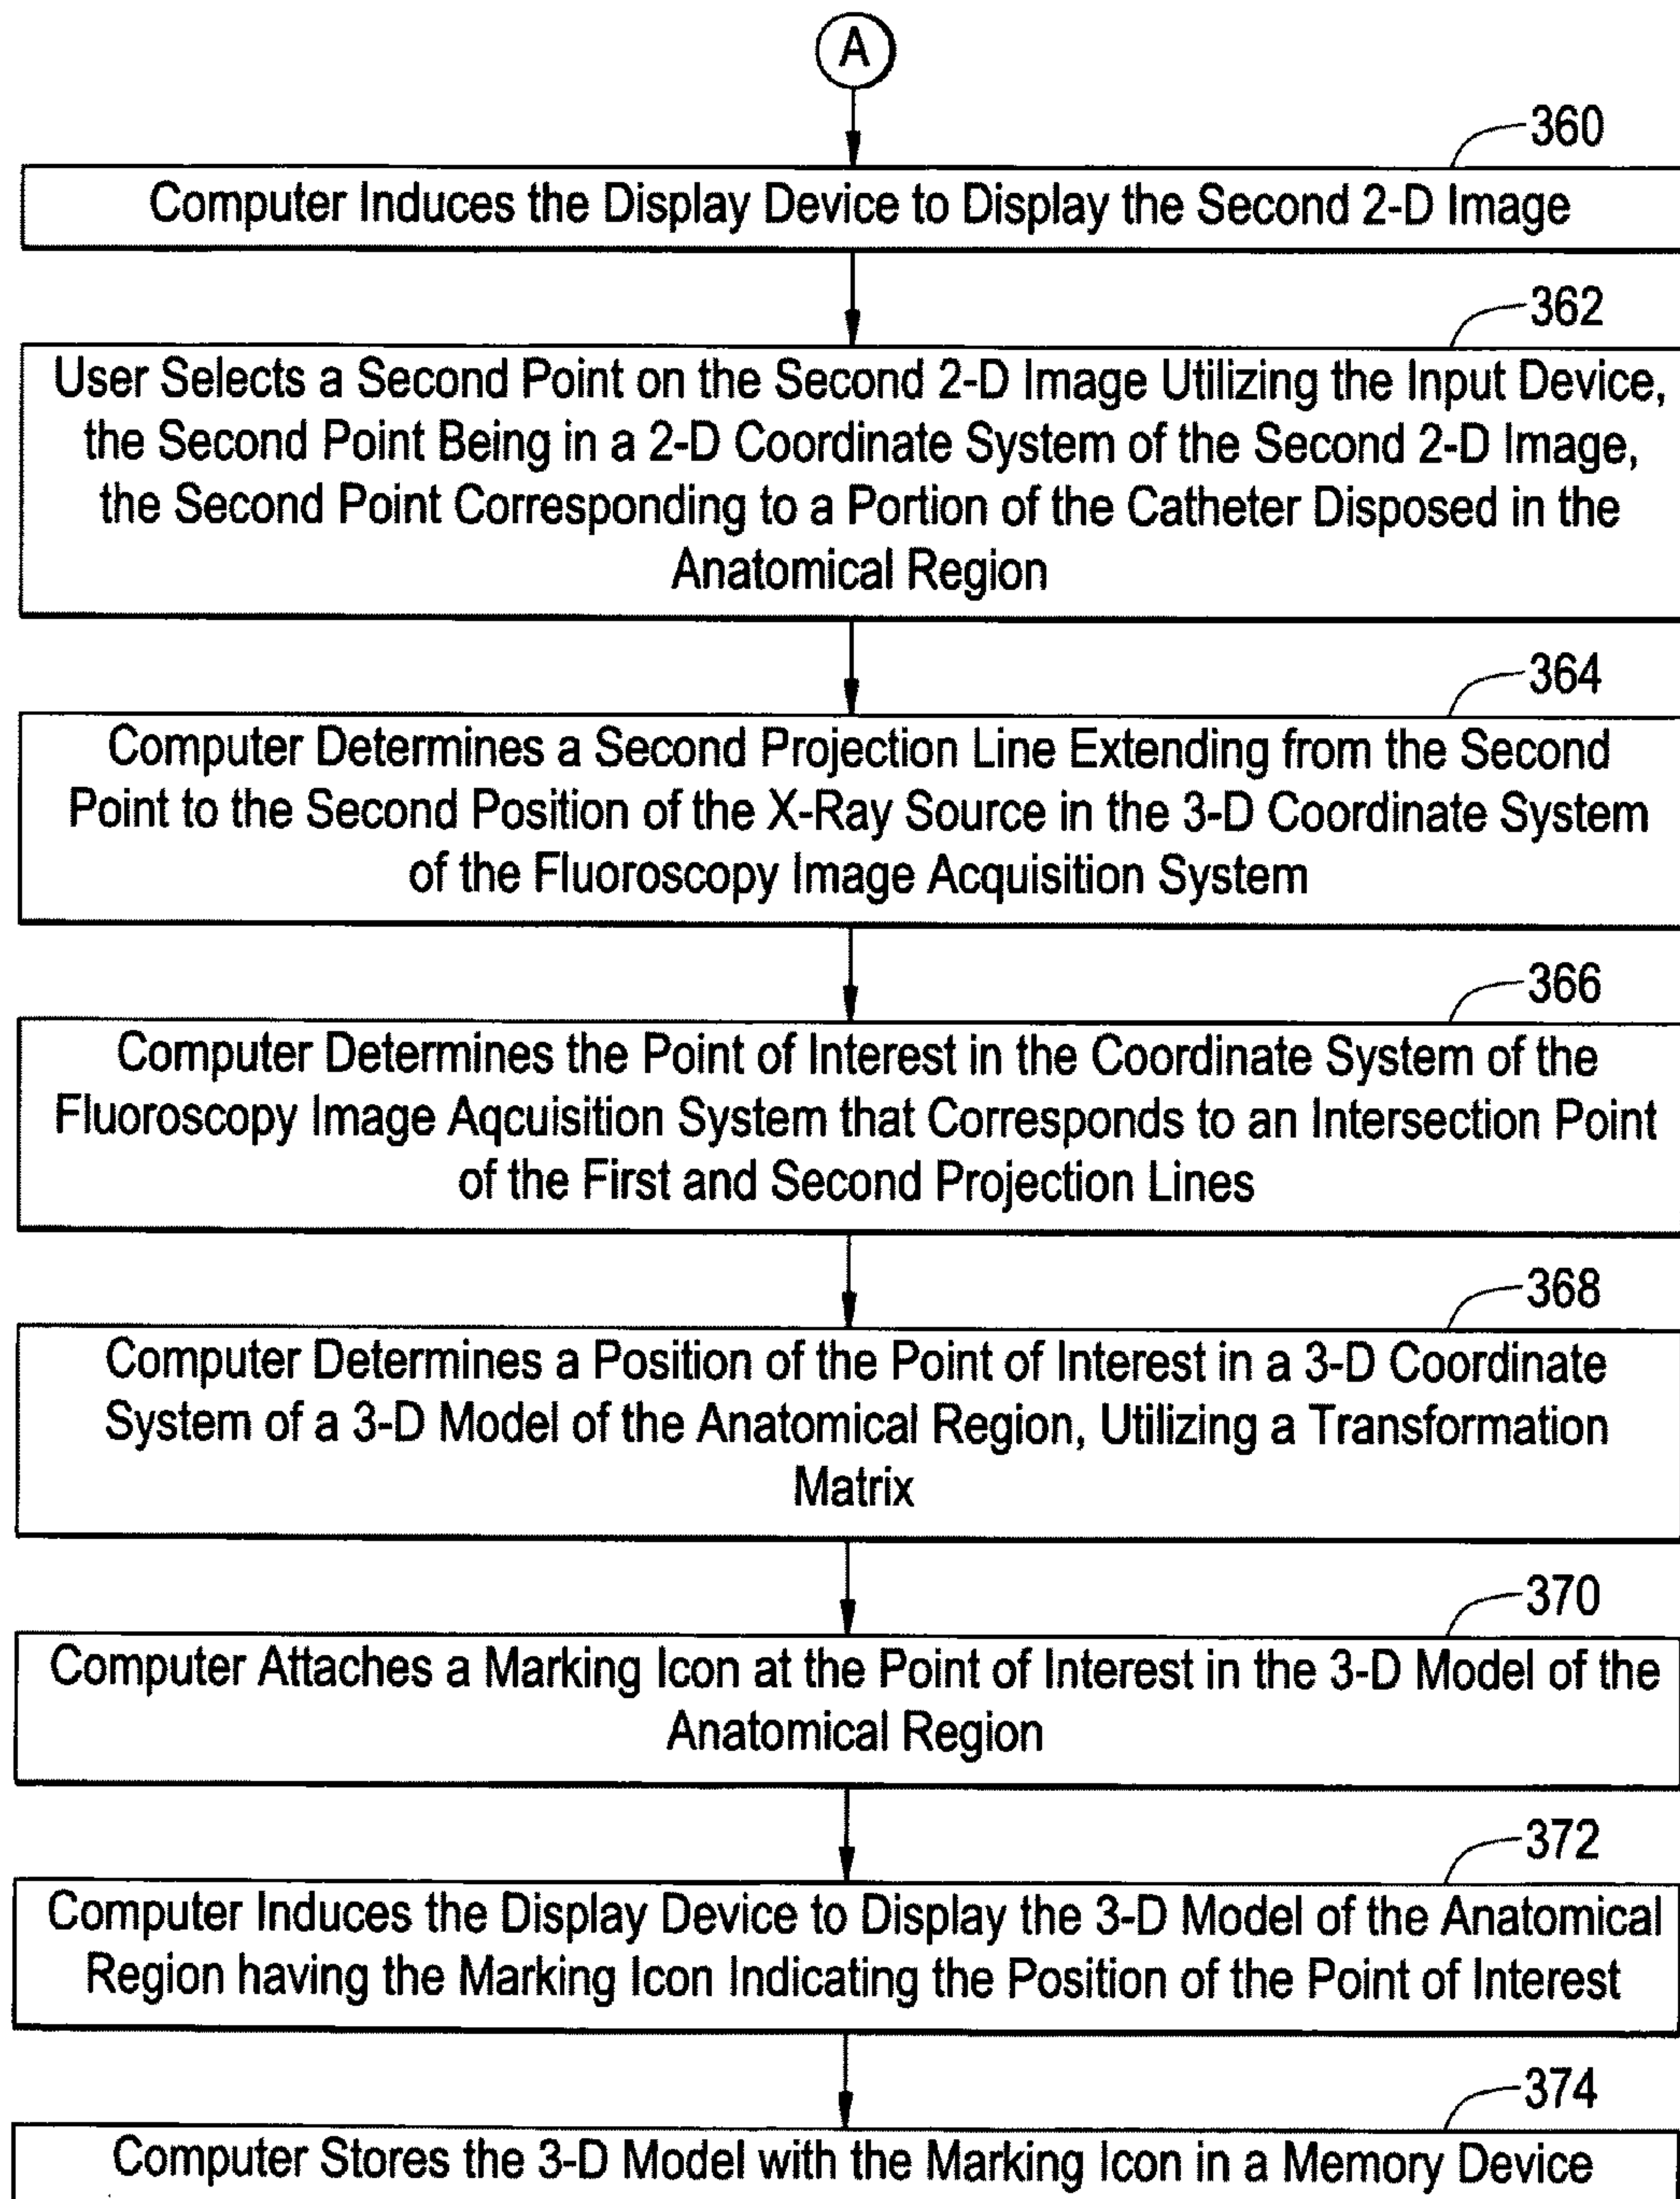 A
360
Computer Induces the Display Device to Display the Second 2-D Image
362
User Selects a Second Point on the Second 2-D Image Utilizing the Input Device,
the Second Point Being in a 2-D Coordinate System of the Second 2-D Image,
the Second Point Corresponding to a Portion of the Catheter Disposed in the
Anatomical Region
364
Computer Determines a Second Projection Line Extending from the Second
Point to the Second Position of the X-Ray Source in the 3-D Coordinate System
of the Fluoroscopy Image Acquisition System
366
Computer Determines the Point of Interest in the Coordinate System of the
Fluoroscopy Image Aqcuisition System that Corresponds to an Intersection Point
of the First and Second Projection Lines
368
Computer Determines a Position of the Point of Interest in a 3-D Coordinate
System of a 3-D Model of the Anatomical Region, Utilizing a Transformation
Matrix
370
Computer Attaches a Marking Icon at the Point of Interest in the 3-D Model of the
Anatomical Region
372
Computer Induces the Display Device to Display the 3-D Model of the Anatomical
Region having the Marking Icon Indicating the Position of the Point of Interest
374
Computer Stores the 3-D Model with the Marking Icon in a Memory Device